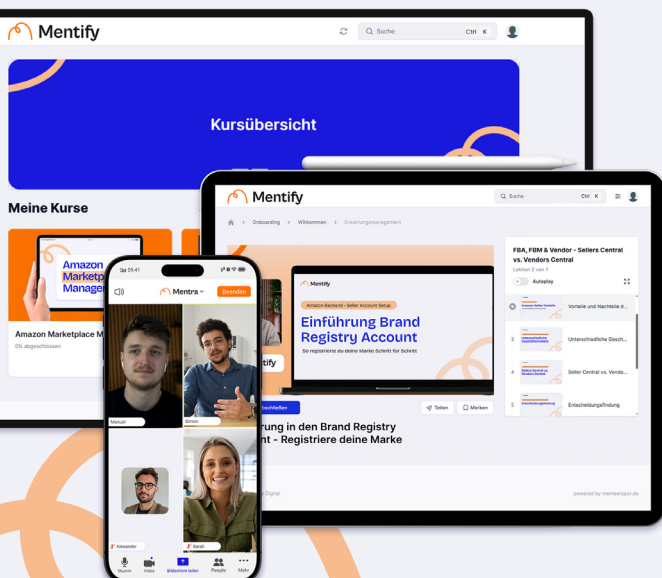 Mentify
Suche
Ctrl K
Kursübersicht
Meine Kurse
Amazon
Marketp
Manage
Amazon Marketplace M
0% abgeschlossen
Mentify
Suche
Ctrl K
Onboarding > Willkommen > Erwartungsmanagement
Mentify
Amazon Backend - Seller Account Setup
Einführung Brand
Registry Account
So registrierst du deine Marke Schritt für Schritt
tify
schließen
Teilen
Merken
rung in den Brand Registry
nt - Registriere deine Marke
Digital
powered by memberspot.de
FBA, FBM & Vendor - Sellers Central
vs. Vendors Central
Lektion 2 von 7
Autoplay
Vorteile und Nachteile d...
3 Unterschiedliche Gesch...
4 Seller Central vs. Vendo...
5 Entscheidungsfindung
09:41
Mentra
Beenden
Manuel
Simon
Alexander
Sarah
Stumm
Video
Bildschirm teilen
People
Mehr